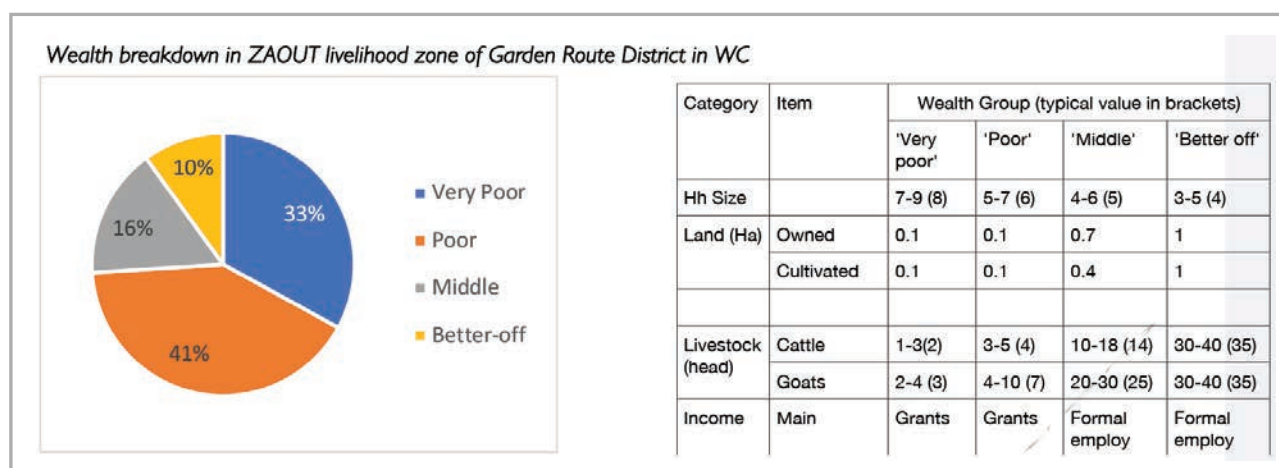 Wealth breakdown in ZAOUT livelihood zone of Garden Route District in WC
10%
33%
16%
41%
Very Poor
Poor
Middle
Better-off
Category Item Wealth Group (typical value in brackets)
'Very poor' 'Poor' 'Middle' 'Better off'
Hh Size 7-9 (8) 5-7 (6) 4-6 (5) 3-5 (4)
Land (Ha) Owned 0.1 0.1 0.7 1
Cultivated 0.1 0.1 0.4 1
Livestock (head) Cattle 1-3(2) 3-5 (4) 10-18 (14) 30-40 (35)
Goats 2-4 (3) 4-10 (7) 20-30 (25) 30-40 (35)
Income Main Grants Grants Formal employ Formal employ